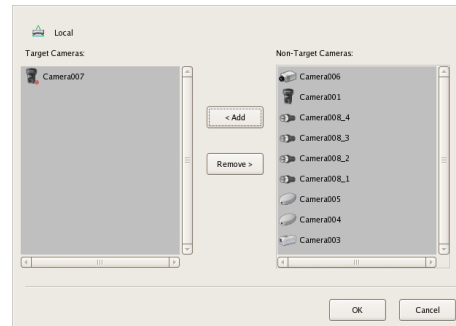 Local
Target Cameras:
Non-Target Cameras:
Camera007
Camera006
Camera001
Camera008_4
Camera008_3
Camera008_2
Camera008_1
Camera005
Camera004
Camera003
< Add
Remove >
OK
Cancel